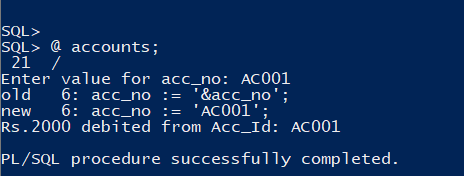 SQL>
SQL> @ accounts;
 21  /
Enter value for acc_no: AC001
old   6: acc_no := '&acc_no';
new   6: acc_no := 'AC001';
Rs.2000 debited from Acc_Id: AC001
PL/SQL procedure successfully completed.